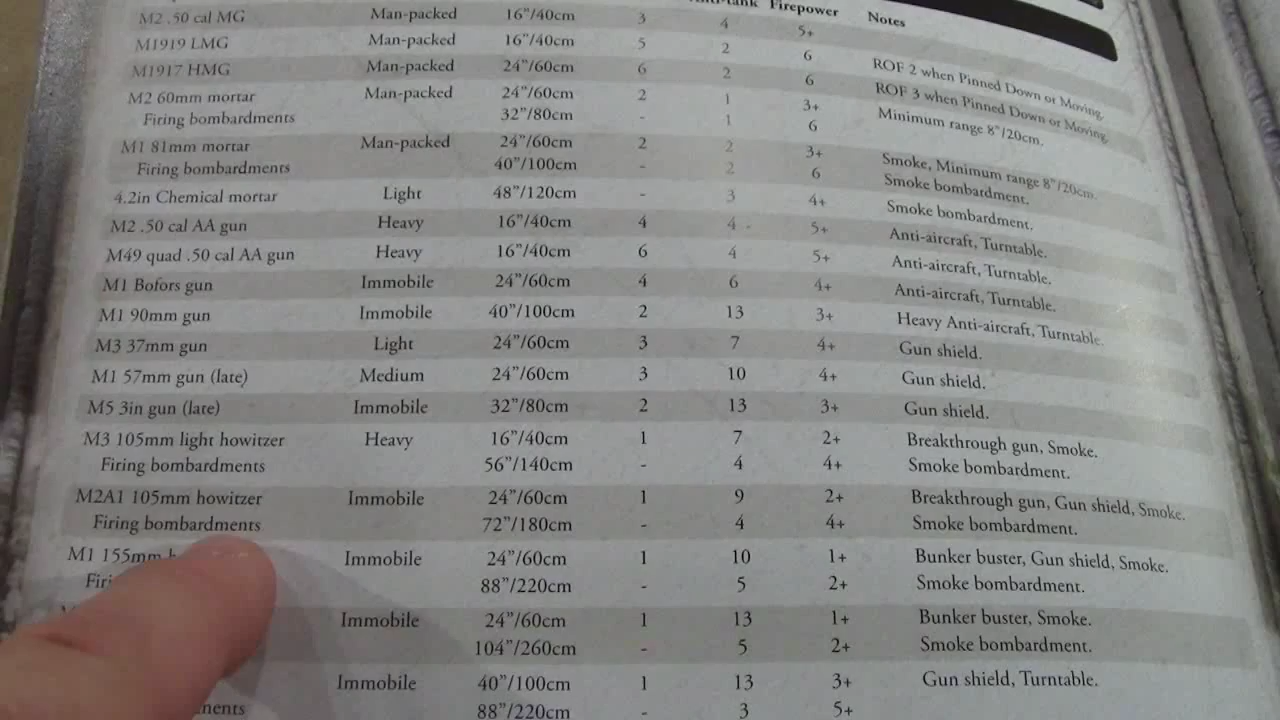 Firepower Notes
M2 .50 cal MG Man-packed 16”/40cm 3 4 5+
M1919 LMG Man-packed 16”/40cm 5 2 6 ROF 2 when Pinned Down or Moving.
M1917 HMG Man-packed 24”/60cm 6 2 6 ROF 3 when Pinned Down or Moving.
M2 60mm mortar Man-packed 24”/60cm 2 1 3+ Minimum range 8”/20cm.
Firing bombardments 32”/80cm - 1 6
M1 81mm mortar Man-packed 24”/60cm 2 2 3+ Smoke, Minimum range 8”/20cm.
Firing bombardments 40”/100cm - 2 6 Smoke bombardment.
4.2in Chemical mortar Light 48”/120cm - 3 4+ Smoke bombardment.
M2 .50 cal AA gun Heavy 16”/40cm 4 4 5+ Anti-aircraft, Turntable.
M49 quad .50 cal AA gun Heavy 16”/40cm 6 4 5+ Anti-aircraft, Turntable.
M1 Bofors gun Immobile 24”/60cm 4 6 4+ Anti-aircraft, Turntable.
M1 90mm gun Immobile 40”/100cm 2 13 3+ Heavy Anti-aircraft, Turntable.
M3 37mm gun Light 24”/60cm 3 7 4+ Gun shield.
M1 57mm gun (late) Medium 24”/60cm 3 10 4+ Gun shield.
M5 3in gun (late) Immobile 32”/80cm 2 13 3+ Gun shield.
M3 105mm light howitzer Heavy 16”/40cm 1 7 2+ Breakthrough gun, Smoke.
Firing bombardments 56”/140cm - 4 4+ Smoke bombardment.
M2A1 105mm howitzer Immobile 24”/60cm 1 9 2+ Breakthrough gun, Gun shield, Smoke.
Firing bombardments 72”/180cm - 4 4+ Smoke bombardment.
M1 155mm Immobile 24”/60cm 1 10 1+ Bunker buster, Gun shield, Smoke.
88”/220cm - 5 2+ Smoke bombardment.
Immobile 24”/60cm 1 13 1+ Bunker buster, Smoke.
104”/260cm - 5 2+ Smoke bombardment.
Immobile 40”/100cm 1 13 3+ Gun shield, Turntable.
88”/220cm - 3 5+